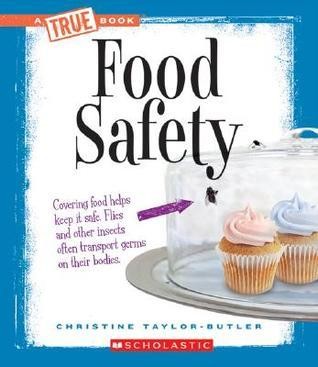 A TRUE BOOK
Food
Safety
Covering food helps
keep it safe. Flies
and other insects
often transport germs
on their bodies.
CHRISTINE TAYLOR-BUTLER
SCHOLASTIC